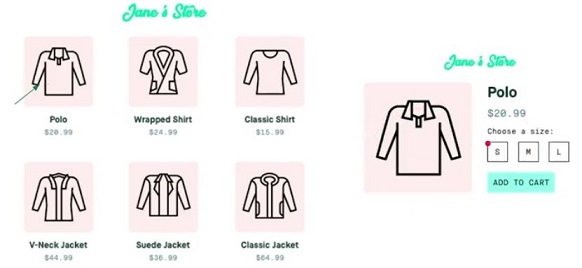 Jane's Store
Polo
$20.99
Wrapped Shirt
$24.99
Classic Shirt
$15.99
V-Neck Jacket
$44.99
Suede Jacket
$36.99
Classic Jacket
$64.99
Jane's Store
Polo
$20.99
Choose a size:
S M L
ADD TO CART